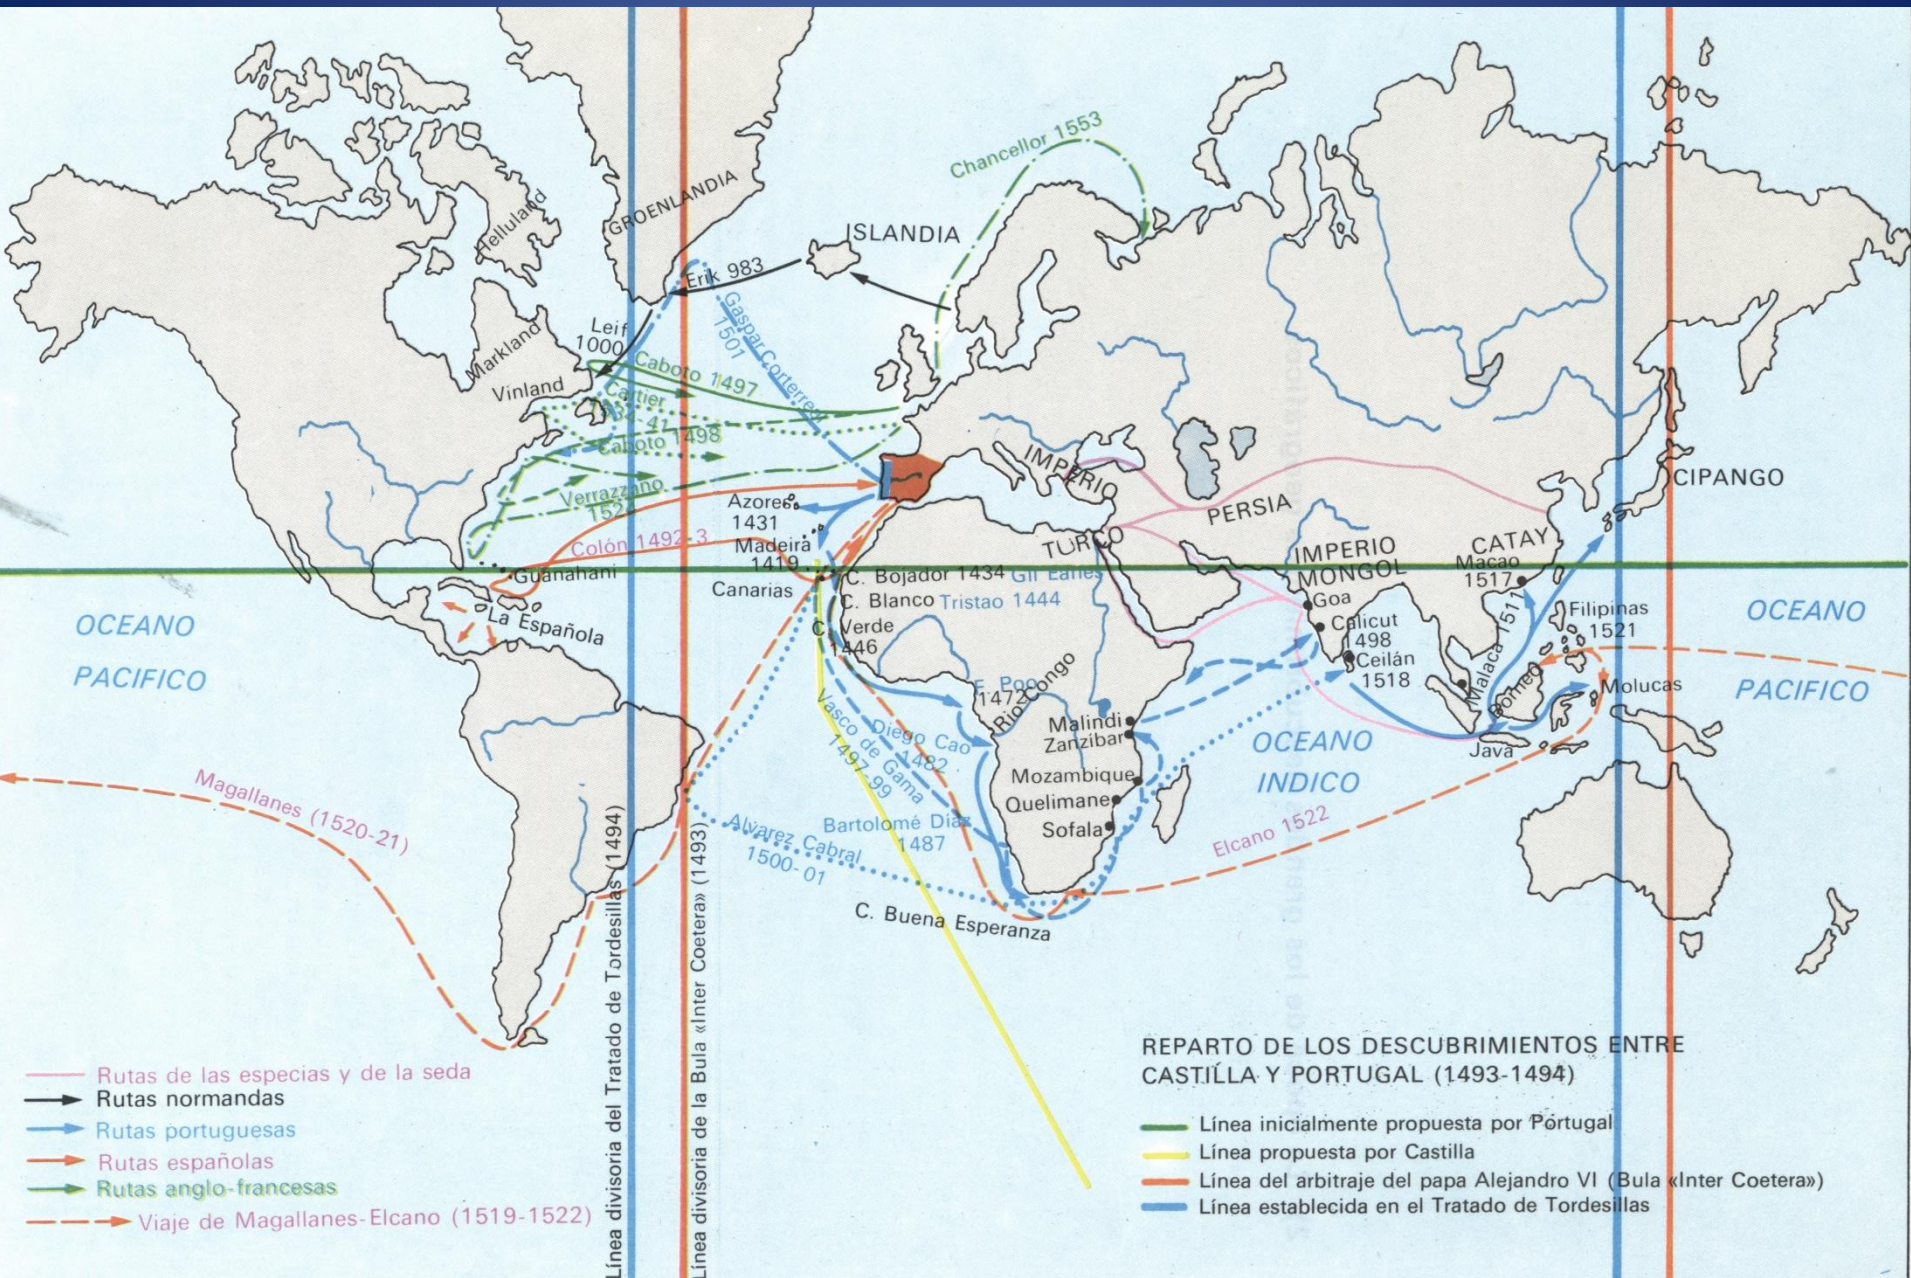 Chancellor 1553
Helluland
GROENLANDIA
ISLANDIA
Erik 983
Gaspar Corterreal
1501
Leif
1000
Markland
Vinland
Caboto 1497
Cartier
1534-41
Caboto 1498
Verrazzano
Colón 1492-3
Guanahani
La Española
Azores
1431
Madeira
1419
Canarias
C. Bojador 1434 Gil Eanes
C. Blanco Tristao 1444
C. Verde
1446
IMPERIO
TURCO
PERSIA
IMPERIO
MONGOL
CATAY
CIPANGO
Macao
1517
Goa
Calicut
1498
Ceilán
1518
Malaca 1511
Filipinas
1521
Borneo
Molucas
Java
OCEANO
PACIFICO
OCEANO
PACIFICO
OCEANO
INDICO
F. Poo
1472
Rio Congo
Malindi
Zanzíbar
Mozambique
Quelimane
Sofala
Diego Cao
1482
Vasco de Gama
1497-99
Bartolomé Díaz
1487
Alvarez Cabral
1500-01
C. Buena Esperanza
Magallanes (1520-21)
Elcano 1522
Línea divisoria del Tratado de Tordesillas (1494)
Línea divisoria de la Bula «Inter Coetera» (1493)
Rutas de las especias y de la seda
Rutas normandas
Rutas portuguesas
Rutas españolas
Rutas anglo-francesas
Viaje de Magallanes-Elcano (1519-1522)
REPARTO DE LOS DESCUBRIMIENTOS ENTRE
CASTILLA Y PORTUGAL (1493-1494)
Línea inicialmente propuesta por Portugal
Línea propuesta por Castilla
Línea del arbitraje del papa Alejandro VI (Bula «Inter Coetera»)
Línea establecida en el Tratado de Tordesillas